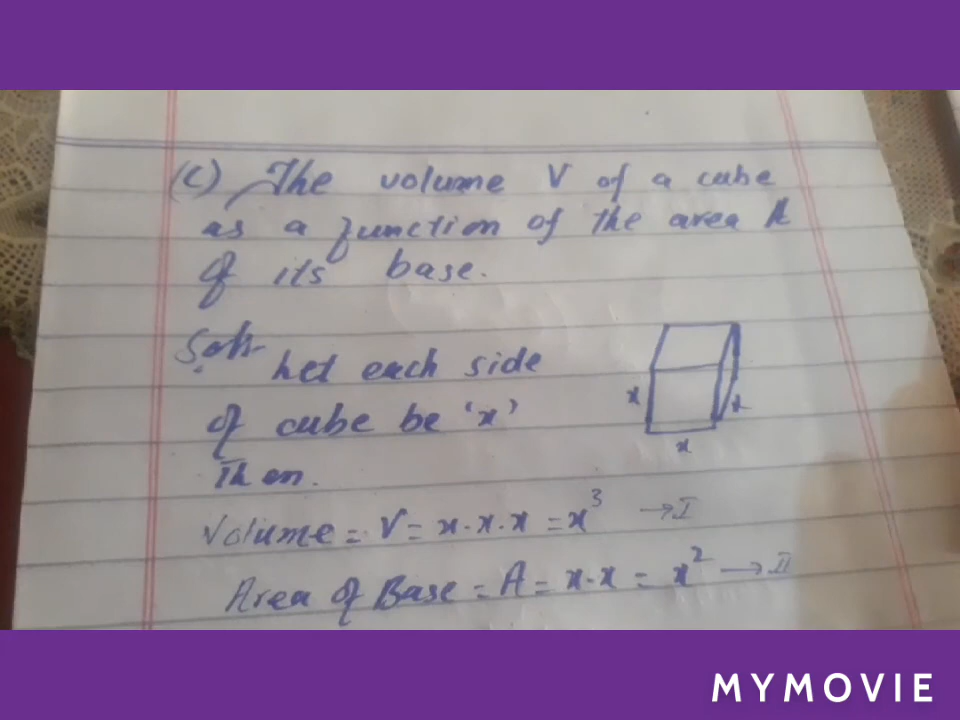 (C) The volume V of a cube
as a function of the area A
of its base.
Sol:-
Let each side
of cube be 'x'
Then.
x
x
x
Volume = V = x.x.x = x³ → I
Area of Base = A = x.x = x² → II
MYMOVIE